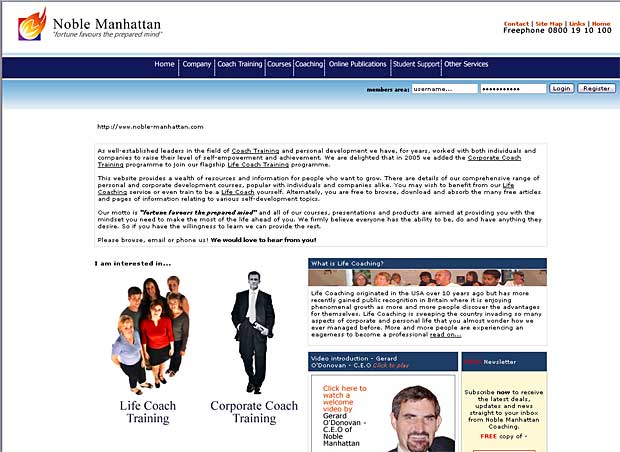 Noble Manhattan
"fortune favours the prepared mind"
Contact | Site Map | Links | Home
Freephone 0800 19 10 100
Home Company Coach Training Courses Coaching Online Publications Student Support Other Services
members area: username... Login Register
http://www.noble-manhattan.com
As well-established leaders in the field of Coach Training and personal development we have, for years, worked with both individuals and
companies to raise their level of self-empowerment and achievement. We are delighted that in 2005 we added the Corporate Coach
Training programme to join our flagship Life Coach Training programme.
This website provides a wealth of resources and information for people who want to grow. There are details of our comprehensive range of
personal and corporate development courses, popular with individuals and companies alike. You may wish to benefit from our Life
Coaching service or even train to be a Life Coach yourself. Alternately, you are free to browse, download and absorb the many free articles
and pages of information relating to various self-development topics.
Our motto is "fortune favours the prepared mind" and all of our courses, presentations and products are aimed at providing you with the
mindset you need to make the most of the life ahead of you. We firmly believe everyone has the ability to be, do and have anything they
desire. So if you have the willingness to learn we can provide the rest.
Please browse, email or phone us! We would love to hear from you!
I am interested in...
Life Coach
Training
Corporate Coach
Training
What is Life Coaching?
Life Coaching originated in the USA over 10 years ago but has more
recently gained public recognition in Britain where it is enjoying
phenomenal growth as more and more people discover the advantages
for themselves. Life Coaching is sweeping the country invading so many
aspects of corporate and personal life that you almost wonder how we
ever managed before. More and more people are experiencing an
eagerness to become a professional read on...
Video introduction - Gerard
O'Donovan - C.E.O Click to play
Click here to
watch a
welcome
video by
Gerard
O'Donovan -
C.E.O of
Noble
Manhattan
Newsletter
Subscribe now to receive
the latest deals,
updates and news
straight to your inbox
from Noble Manhattan
Coaching.
FREE copy of -